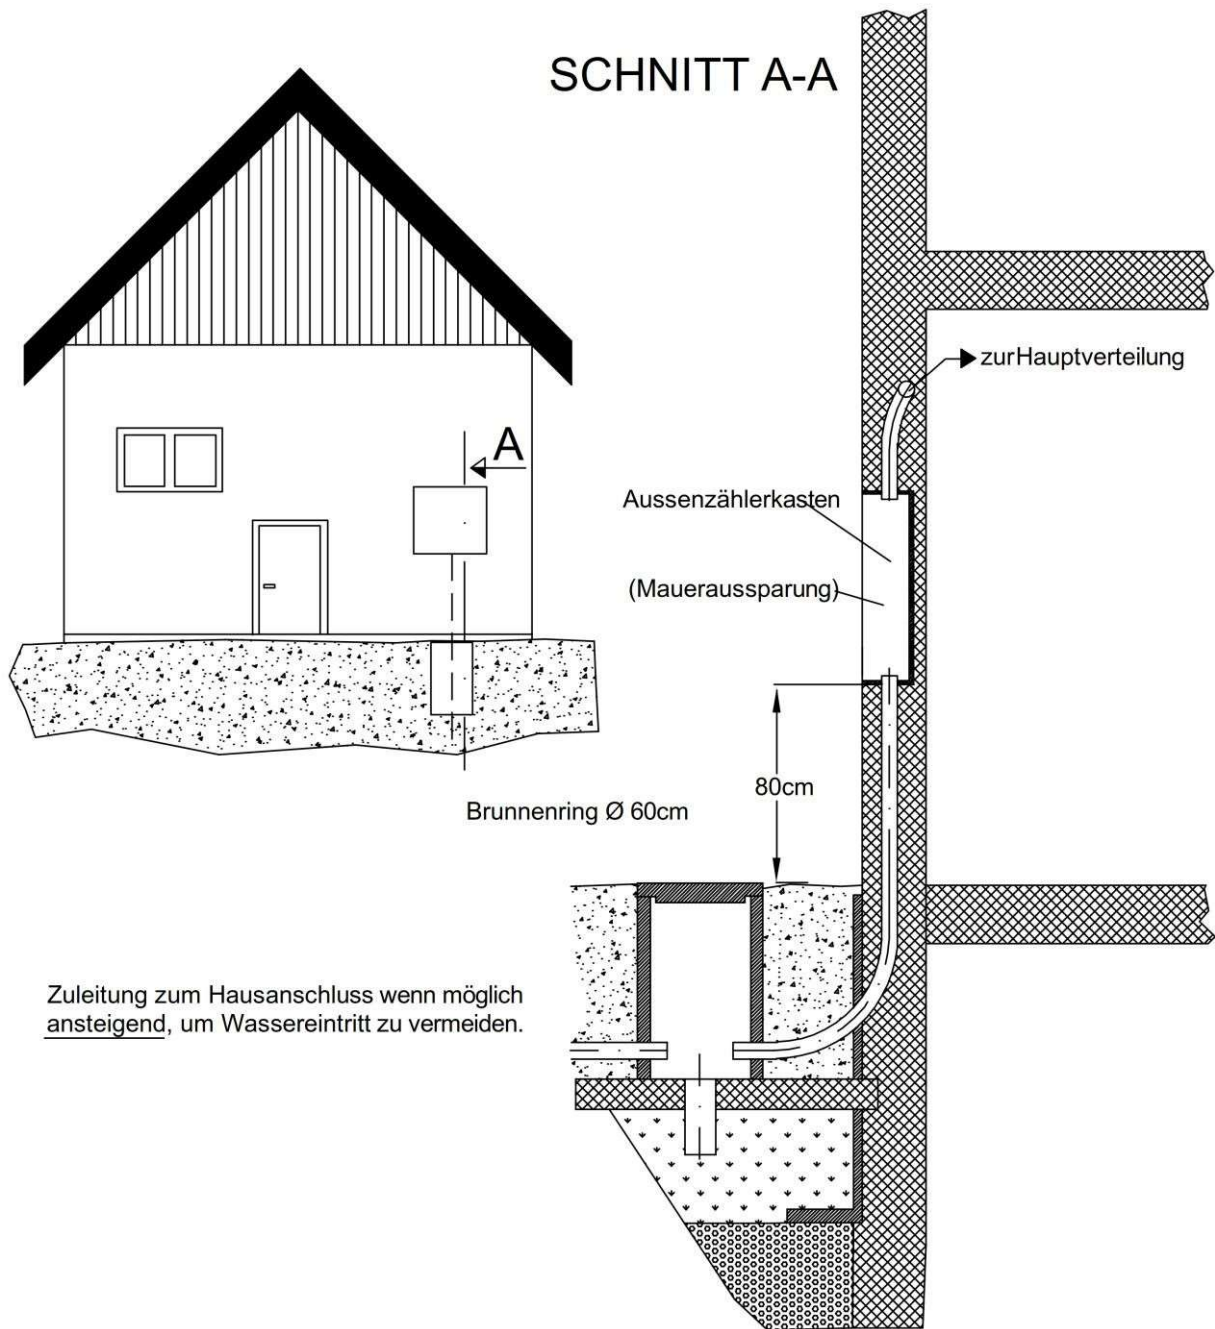 SCHNITT A-A
zurHauptverteilung
A
Aussenzählerkasten
(Maueraussparung)
80cm
Brunnenring Ø 60cm
Zuleitung zum Hausanschluss wenn möglich
ansteigend, um Wassereintritt zu vermeiden.